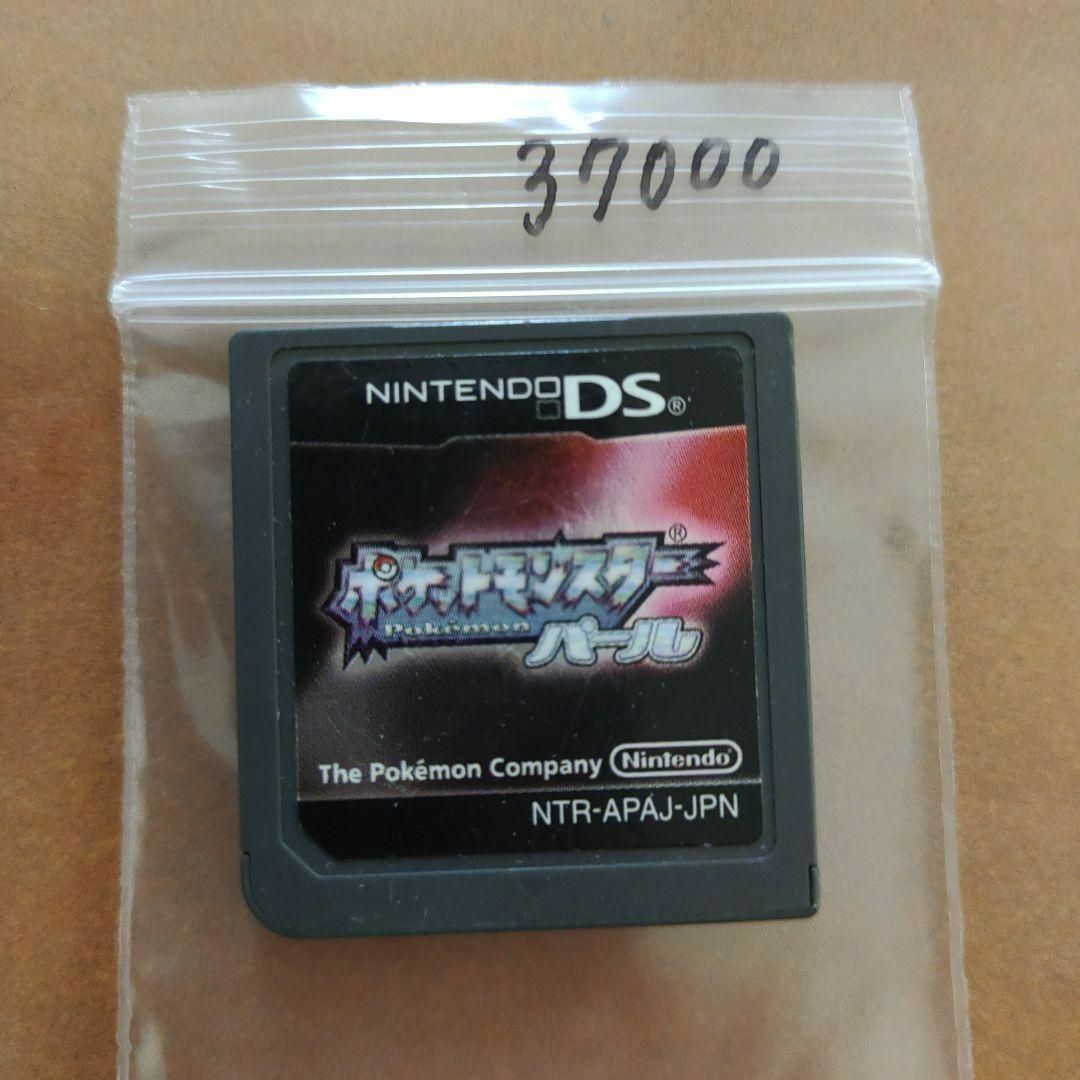 37000
NINTENDO DS®
ポケットモンスター®
Pokémon
パール
The Pokémon Company Nintendo®
NTR-APAJ-JPN